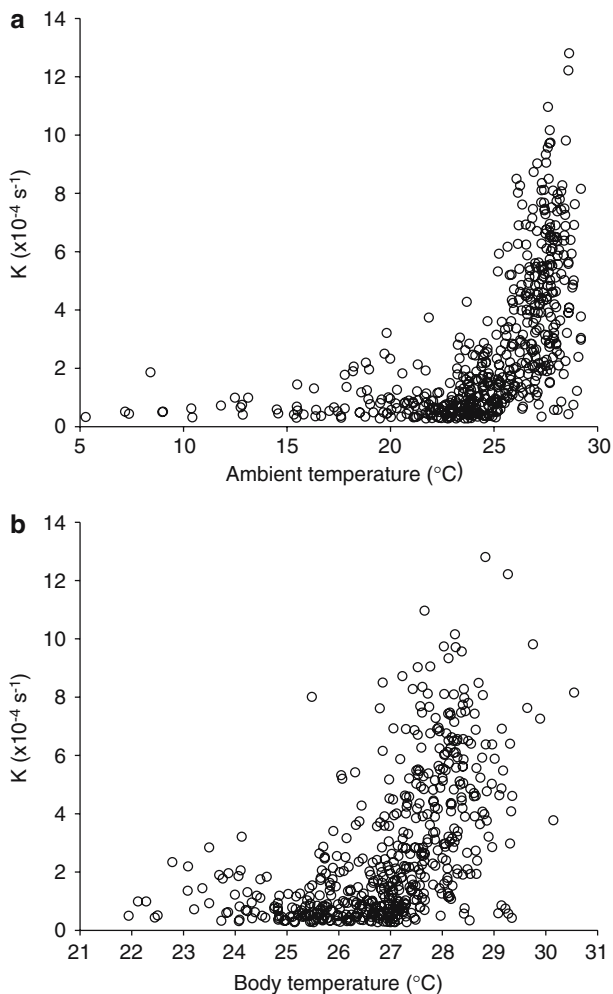 a
14
12
10
8
6
4
2
0
K (x10⁻⁴ s⁻¹)
5 10 15 20 25 30
Ambient temperature (°C)
b
14
12
10
8
6
4
2
0
K (x10⁻⁴ s⁻¹)
21 22 23 24 25 26 27 28 29 30 31
Body temperature (°C)